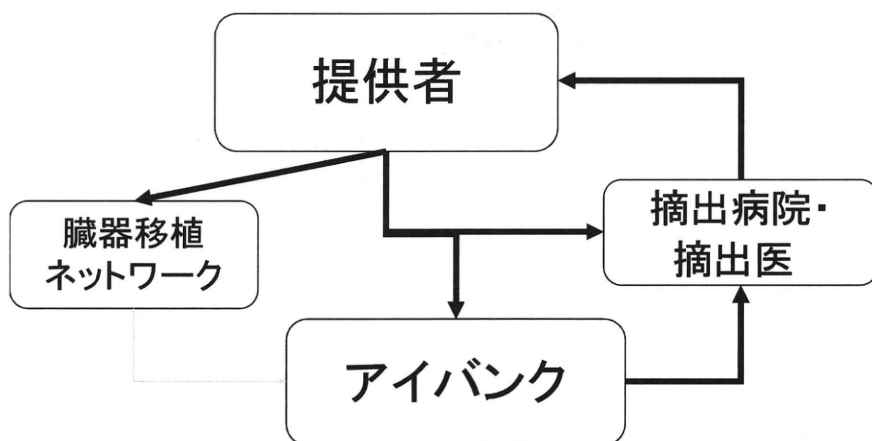 提供者
臓器移植
ネットワーク
摘出病院・
摘出医
アイバンク